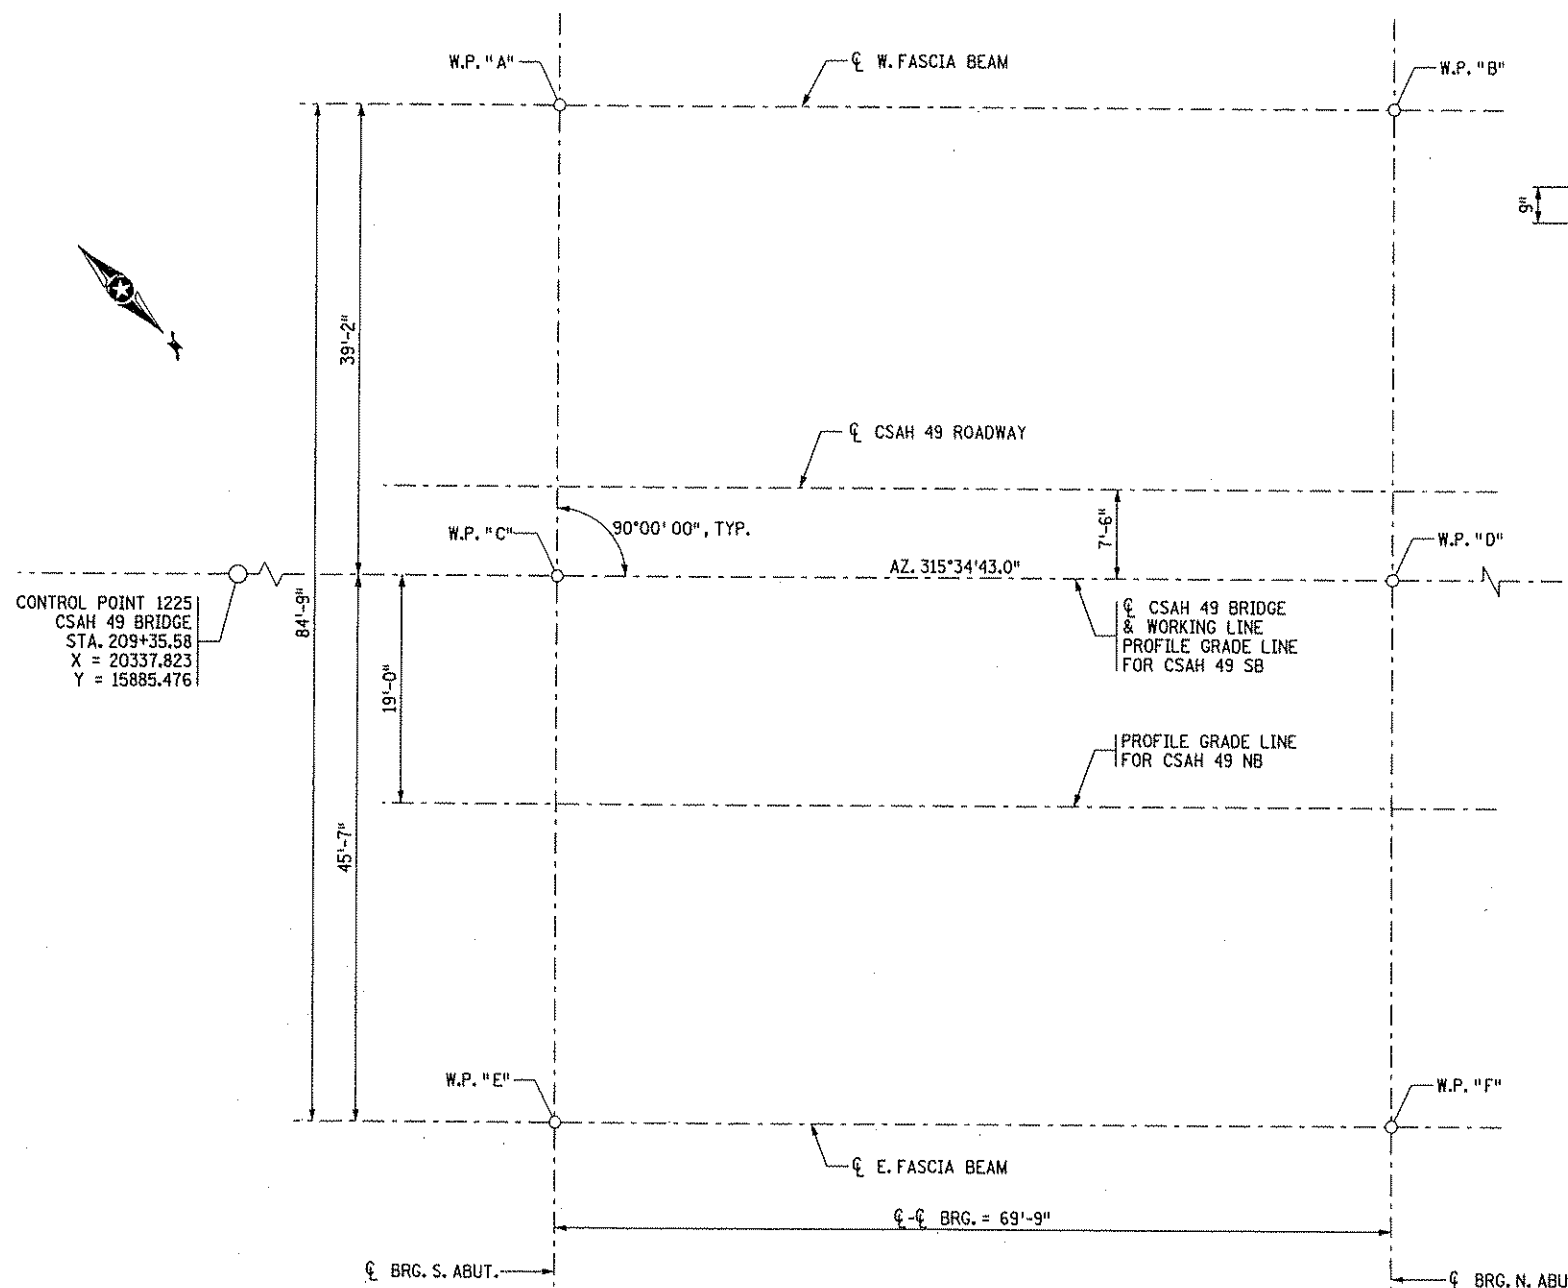 W.P. "A"
℄ W. FASCIA BEAM
W.P. "B"
9"
39'-2"
℄ CSAH 49 ROADWAY
W.P. "C"
90°00'00", TYP.
7'-6"
W.P. "D"
AZ. 315°34'43.0"
CONTROL POINT 1225
CSAH 49 BRIDGE
STA. 209+35.58
X = 20337.823
Y = 15885.476
84'-9"
℄ CSAH 49 BRIDGE
& WORKING LINE
PROFILE GRADE LINE
FOR CSAH 49 SB
19'-0"
PROFILE GRADE LINE
FOR CSAH 49 NB
45'-7"
W.P. "E"
W.P. "F"
℄ E. FASCIA BEAM
℄-℄ BRG. = 69'-9"
℄ BRG. S. ABUT.
℄ BRG. N. ABU